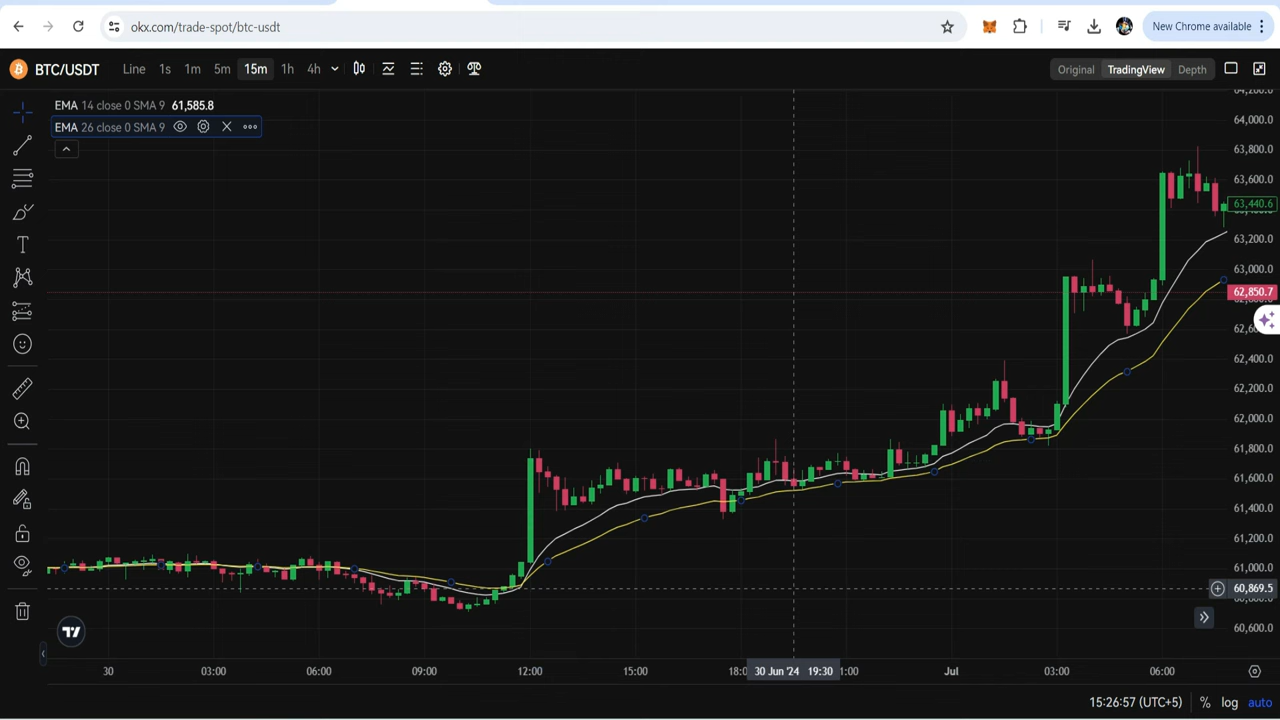 okx.com/trade-spot/btc-usdt
New Chrome available
BTC/USDT Line 1s 1m 5m 15m 1h 4h
Original TradingView Depth
EMA 14 close 0 SMA 9 61,585.8
EMA 26 close 0 SMA 9
64,200.0
64,000.0
63,800.0
63,600.0
63,440.6
63,200.0
63,000.0
62,850.7
62,400.0
62,200.0
62,000.0
61,800.0
61,600.0
61,400.0
61,200.0
61,000.0
60,869.5
60,600.0
30 03:00 06:00 09:00 12:00 15:00 30 Jun '24 19:30 Jul 03:00 06:00
15:26:57 (UTC+5) % log auto